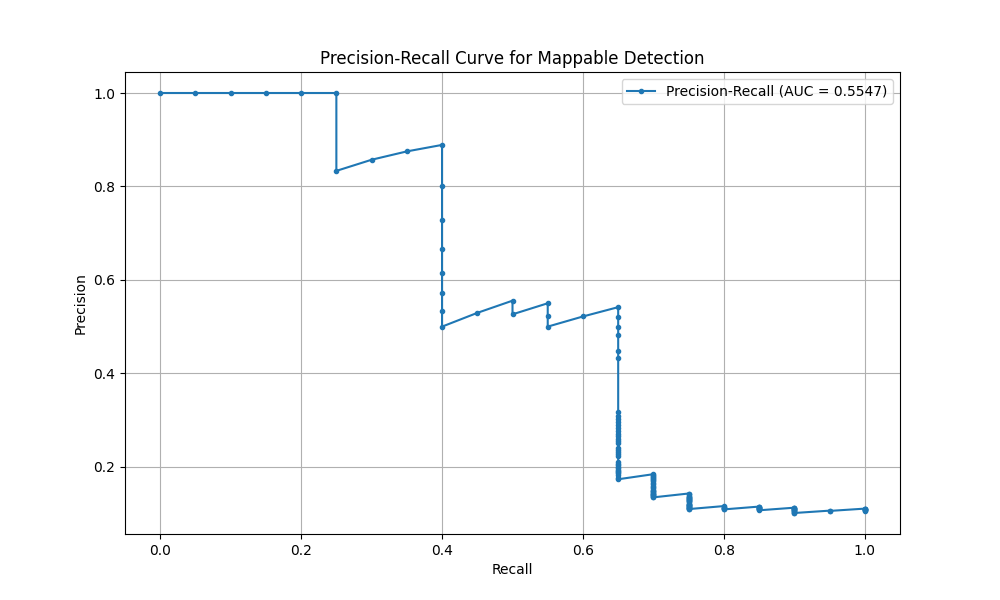 Precision-Recall Curve for Mappable Detection
Precision-Recall (AUC = 0.5547)
1.0
0.8
0.6
0.4
0.2
Precision
0.0 0.2 0.4 0.6 0.8 1.0
Recall